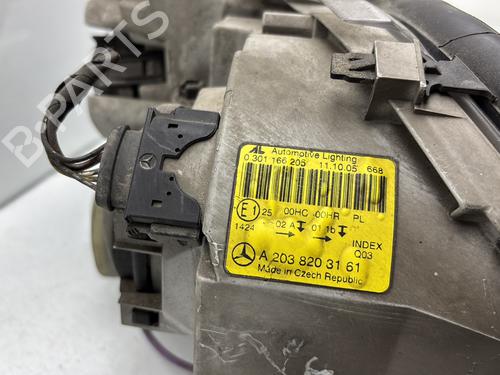 AL Automotive Lighting
0 301 166 205 11.10.05 668
E1 25 00HC 00HR PL
1424 02 A 01 1b INDEX
Q03
A 203 820 31 61
Made in Czech Republic
B-PARTS